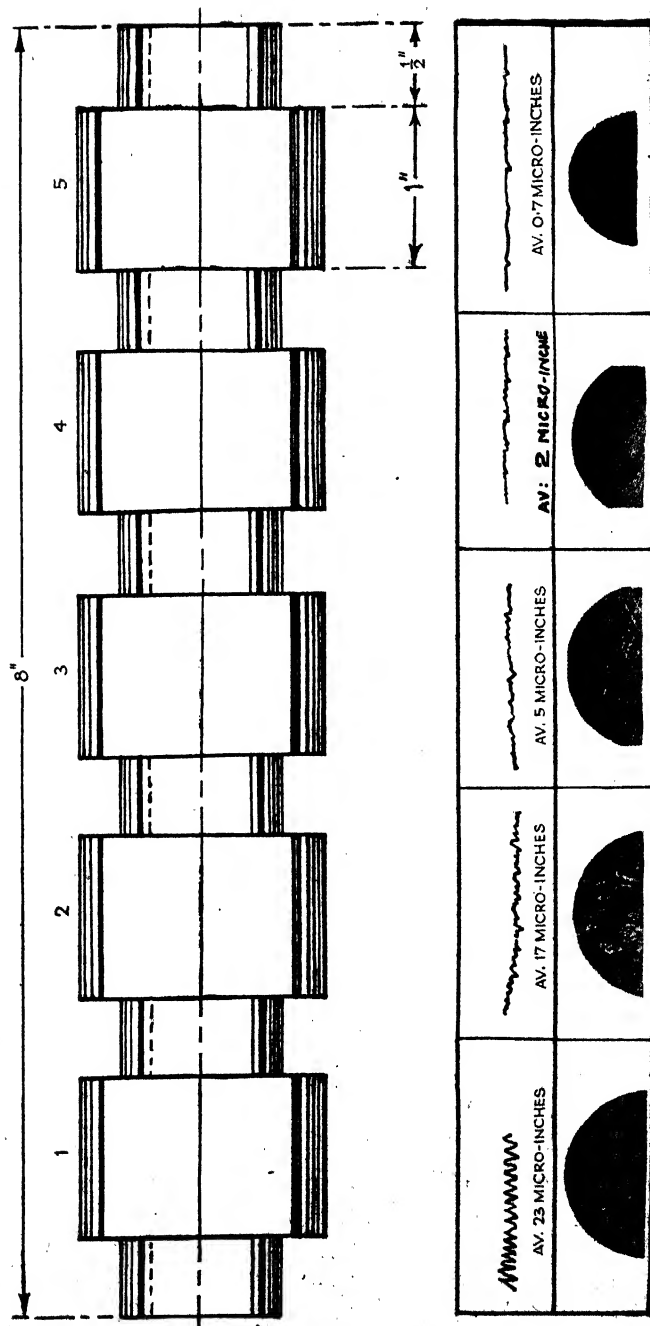 8"
1 2 3 4 5
1/2"
1"
AV. 23 MICRO-INCHES
AV. 17 MICRO-INCHES
AV. 5 MICRO-INCHES
AV: 2 MICRO-INCHE
AV. 0·7 MICRO-INCHES